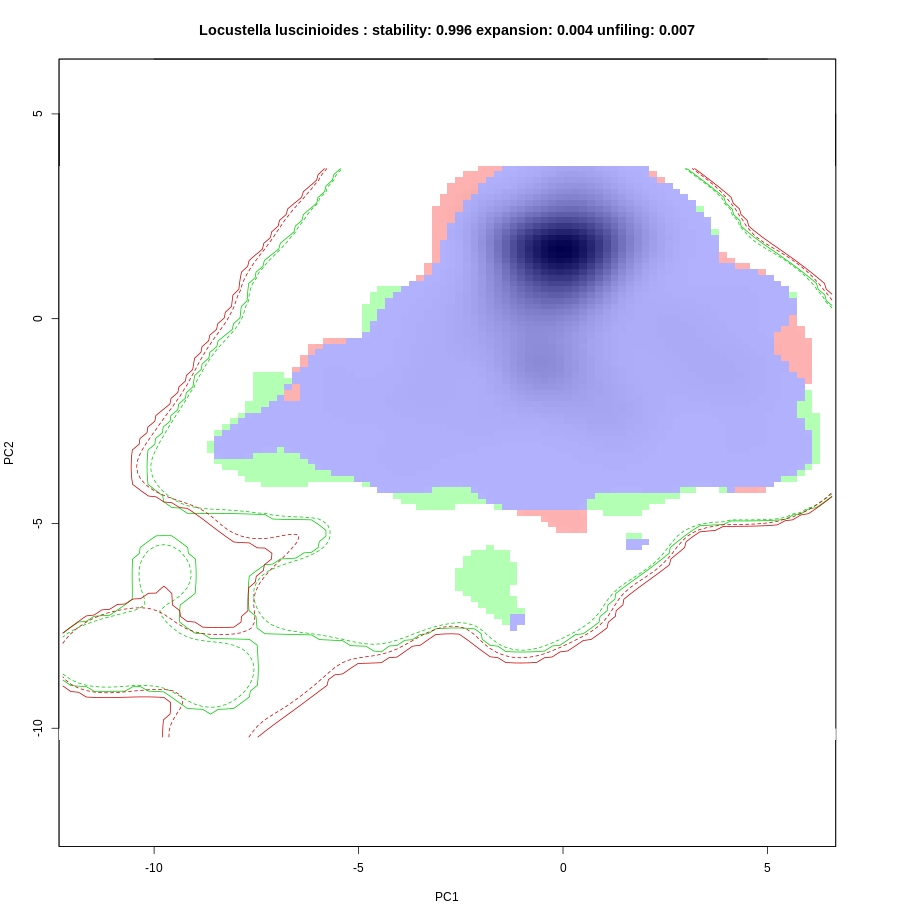 Locustella luscinioides : stability: 0.996 expansion: 0.004 unfiling: 0.007
5
0
PC2
-5
-10
-10 -5 0 5
PC1